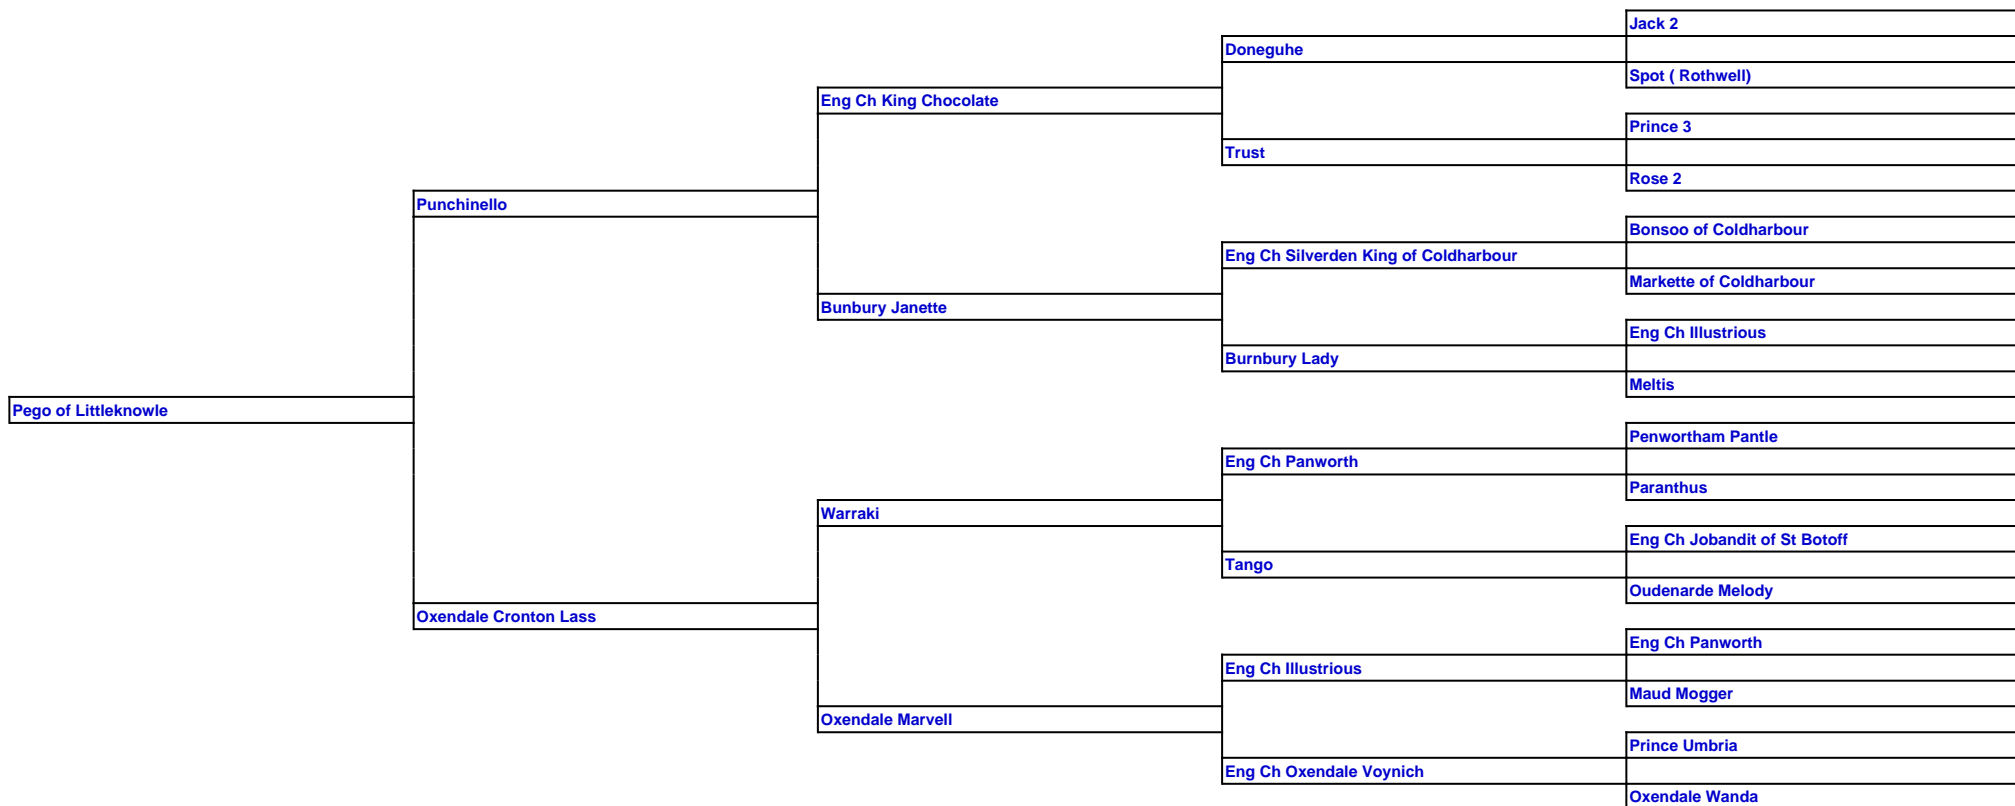 Jack 2
Doneguhe
Spot ( Rothwell)
Eng Ch King Chocolate
Prince 3
Trust
Rose 2
Punchinello
Bonsoo of Coldharbour
Eng Ch Silverden King of Coldharbour
Markette of Coldharbour
Bunbury Janette
Eng Ch Illustrious
Burnbury Lady
Meltis
Pego of Littleknowle
Penwortham Pantle
Eng Ch Panworth
Paranthus
Warraki
Eng Ch Jobandit of St Botoff
Tango
Oudenarde Melody
Oxendale Cronton Lass
Eng Ch Panworth
Eng Ch Illustrious
Maud Mogger
Oxendale Marvell
Prince Umbria
Eng Ch Oxendale Voynich
Oxendale Wanda